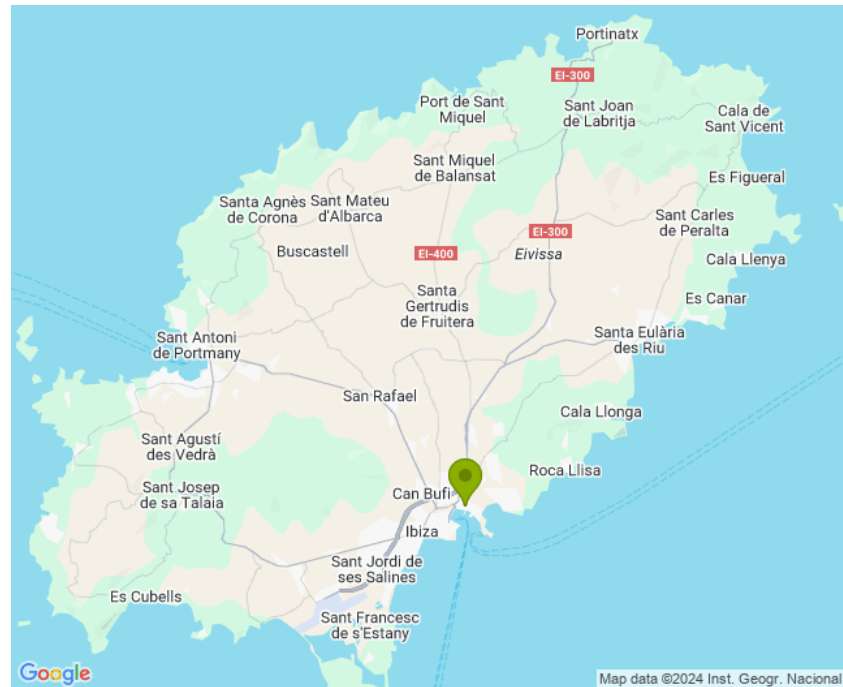 Portinatx
EI-300
Port de Sant
Miquel
Sant Joan
de Labritja
Cala de
Sant Vicent
Sant Miquel
de Balansat
Es Figueral
Santa Agnès
de Corona
Sant Mateu
d'Albarca
Sant Carles
de Peralta
Buscastell
EI-400
EI-300
Eivissa
Cala Llenya
Santa
Gertrudis
de Fruitera
Es Canar
Sant Antoni
de Portmany
Santa Eulària
des Riu
San Rafael
Cala Llonga
Sant Agustí
des Vedrà
Roca Llisa
Sant Josep
de sa Talaia
Can Bufí
Ibiza
Sant Jordi de
ses Salines
Es Cubells
Sant Francesc
de s'Estany
Google
Map data ©2024 Inst. Geogr. Nacional